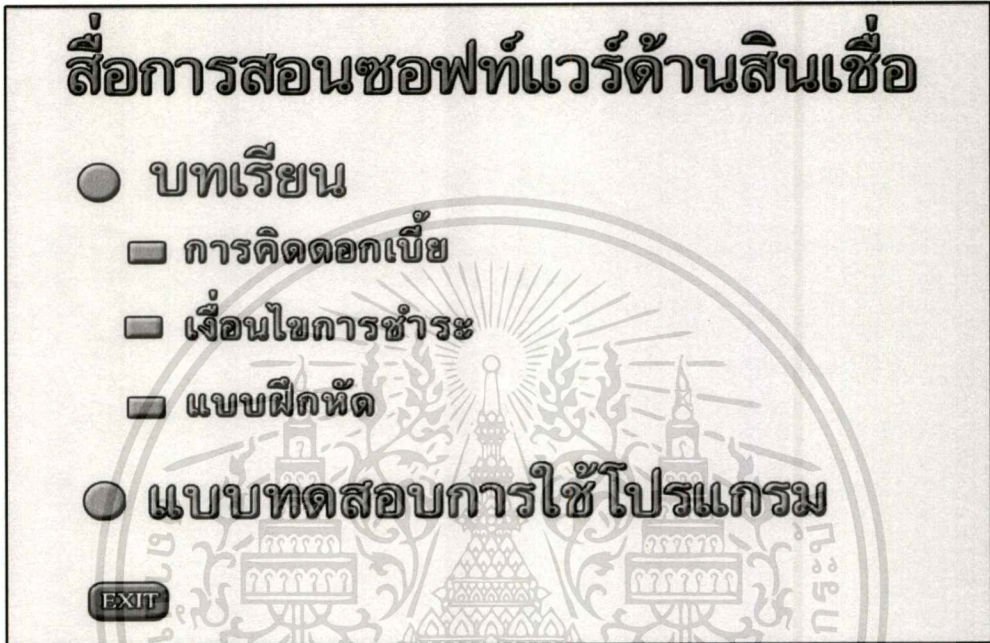 สื่อการสอนซอฟท์แวร์ด้านสินเชื่อ
บทเรียน
การคิดดอกเบี้ย
เงื่อนไขการชำระ
แบบฝึกหัด
แบบทดสอบการใช้โปรแกรม
EXIT